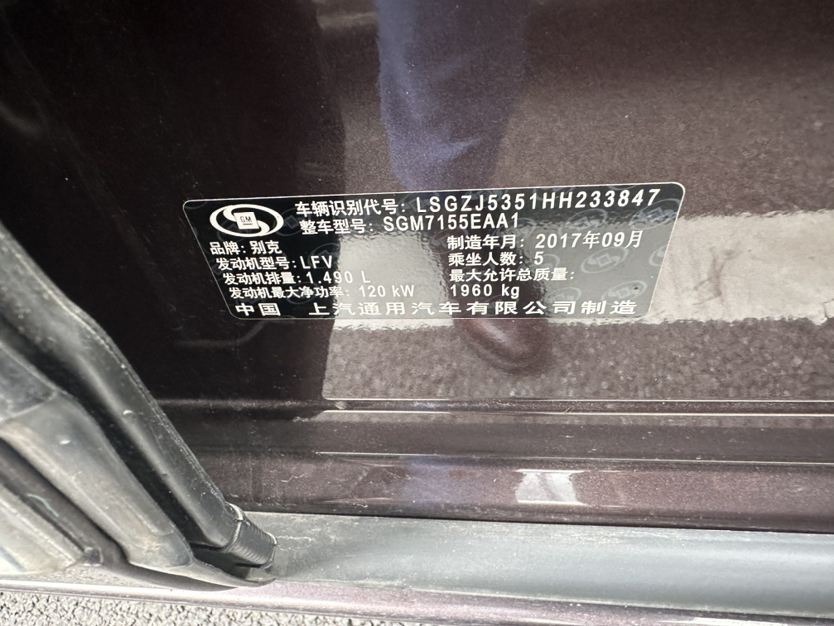 GM
车辆识别代号: LSGZJ5351HH233847
整车型号: SGM7155EAA1
品牌: 别克
制造年月: 2017年09月
发动机型号: LFV
乘坐人数: 5
发动机排量: 1.490 L
最大允许总质量:
发动机最大净功率: 120 kW
1960 kg
中国 上汽通用汽车有限公司制造